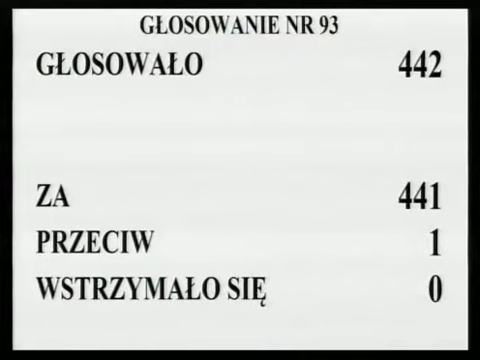 GŁOSOWANIE NR 93
GŁOSOWAŁO 442
ZA 441
PRZECIW 1
WSTRZYMAŁO SIĘ 0